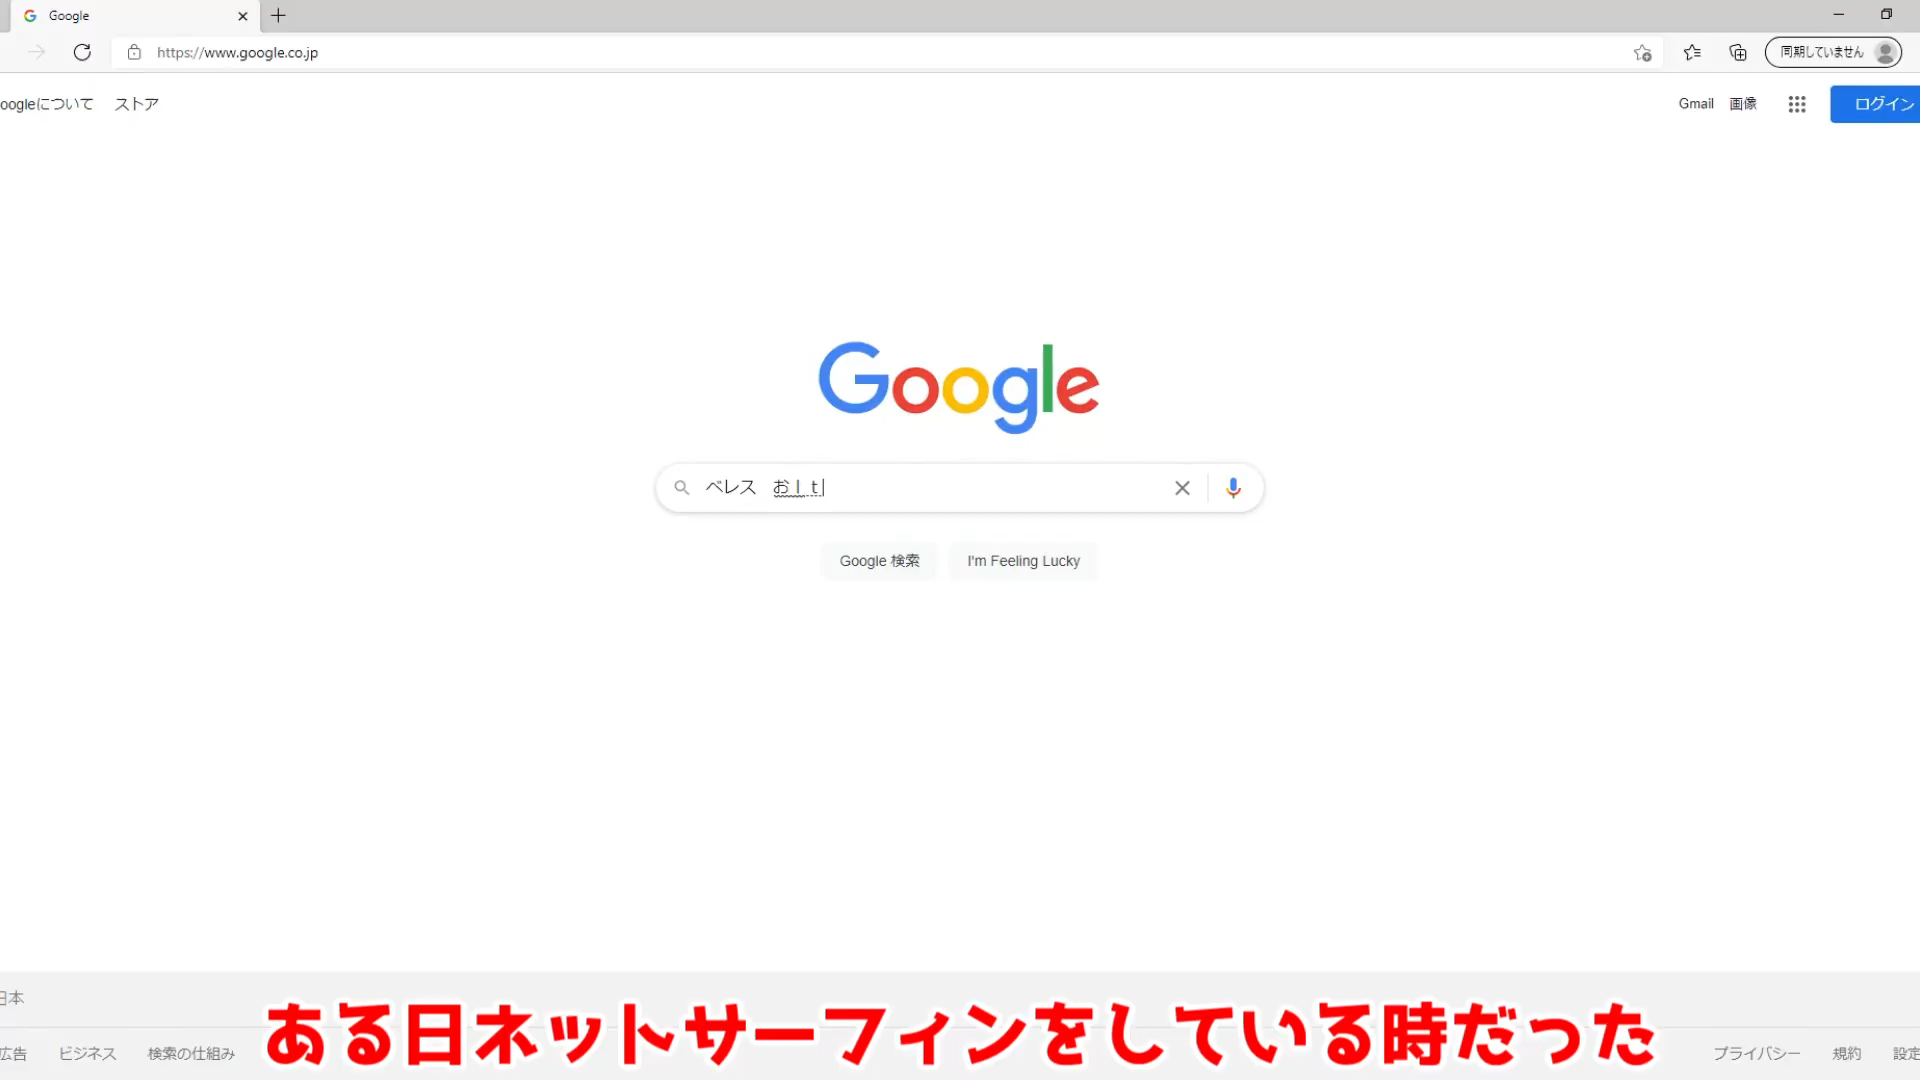 Google
https://www.google.co.jp
同期していません
oogleについて ストア
Gmail 画像
ログイン
Google
ベレス おlt
Google 検索 I'm Feeling Lucky
日本
広告 ビジネス 検索の仕組み
プライバシー 規約 設定
ある日ネットサーフィンをしている時だった